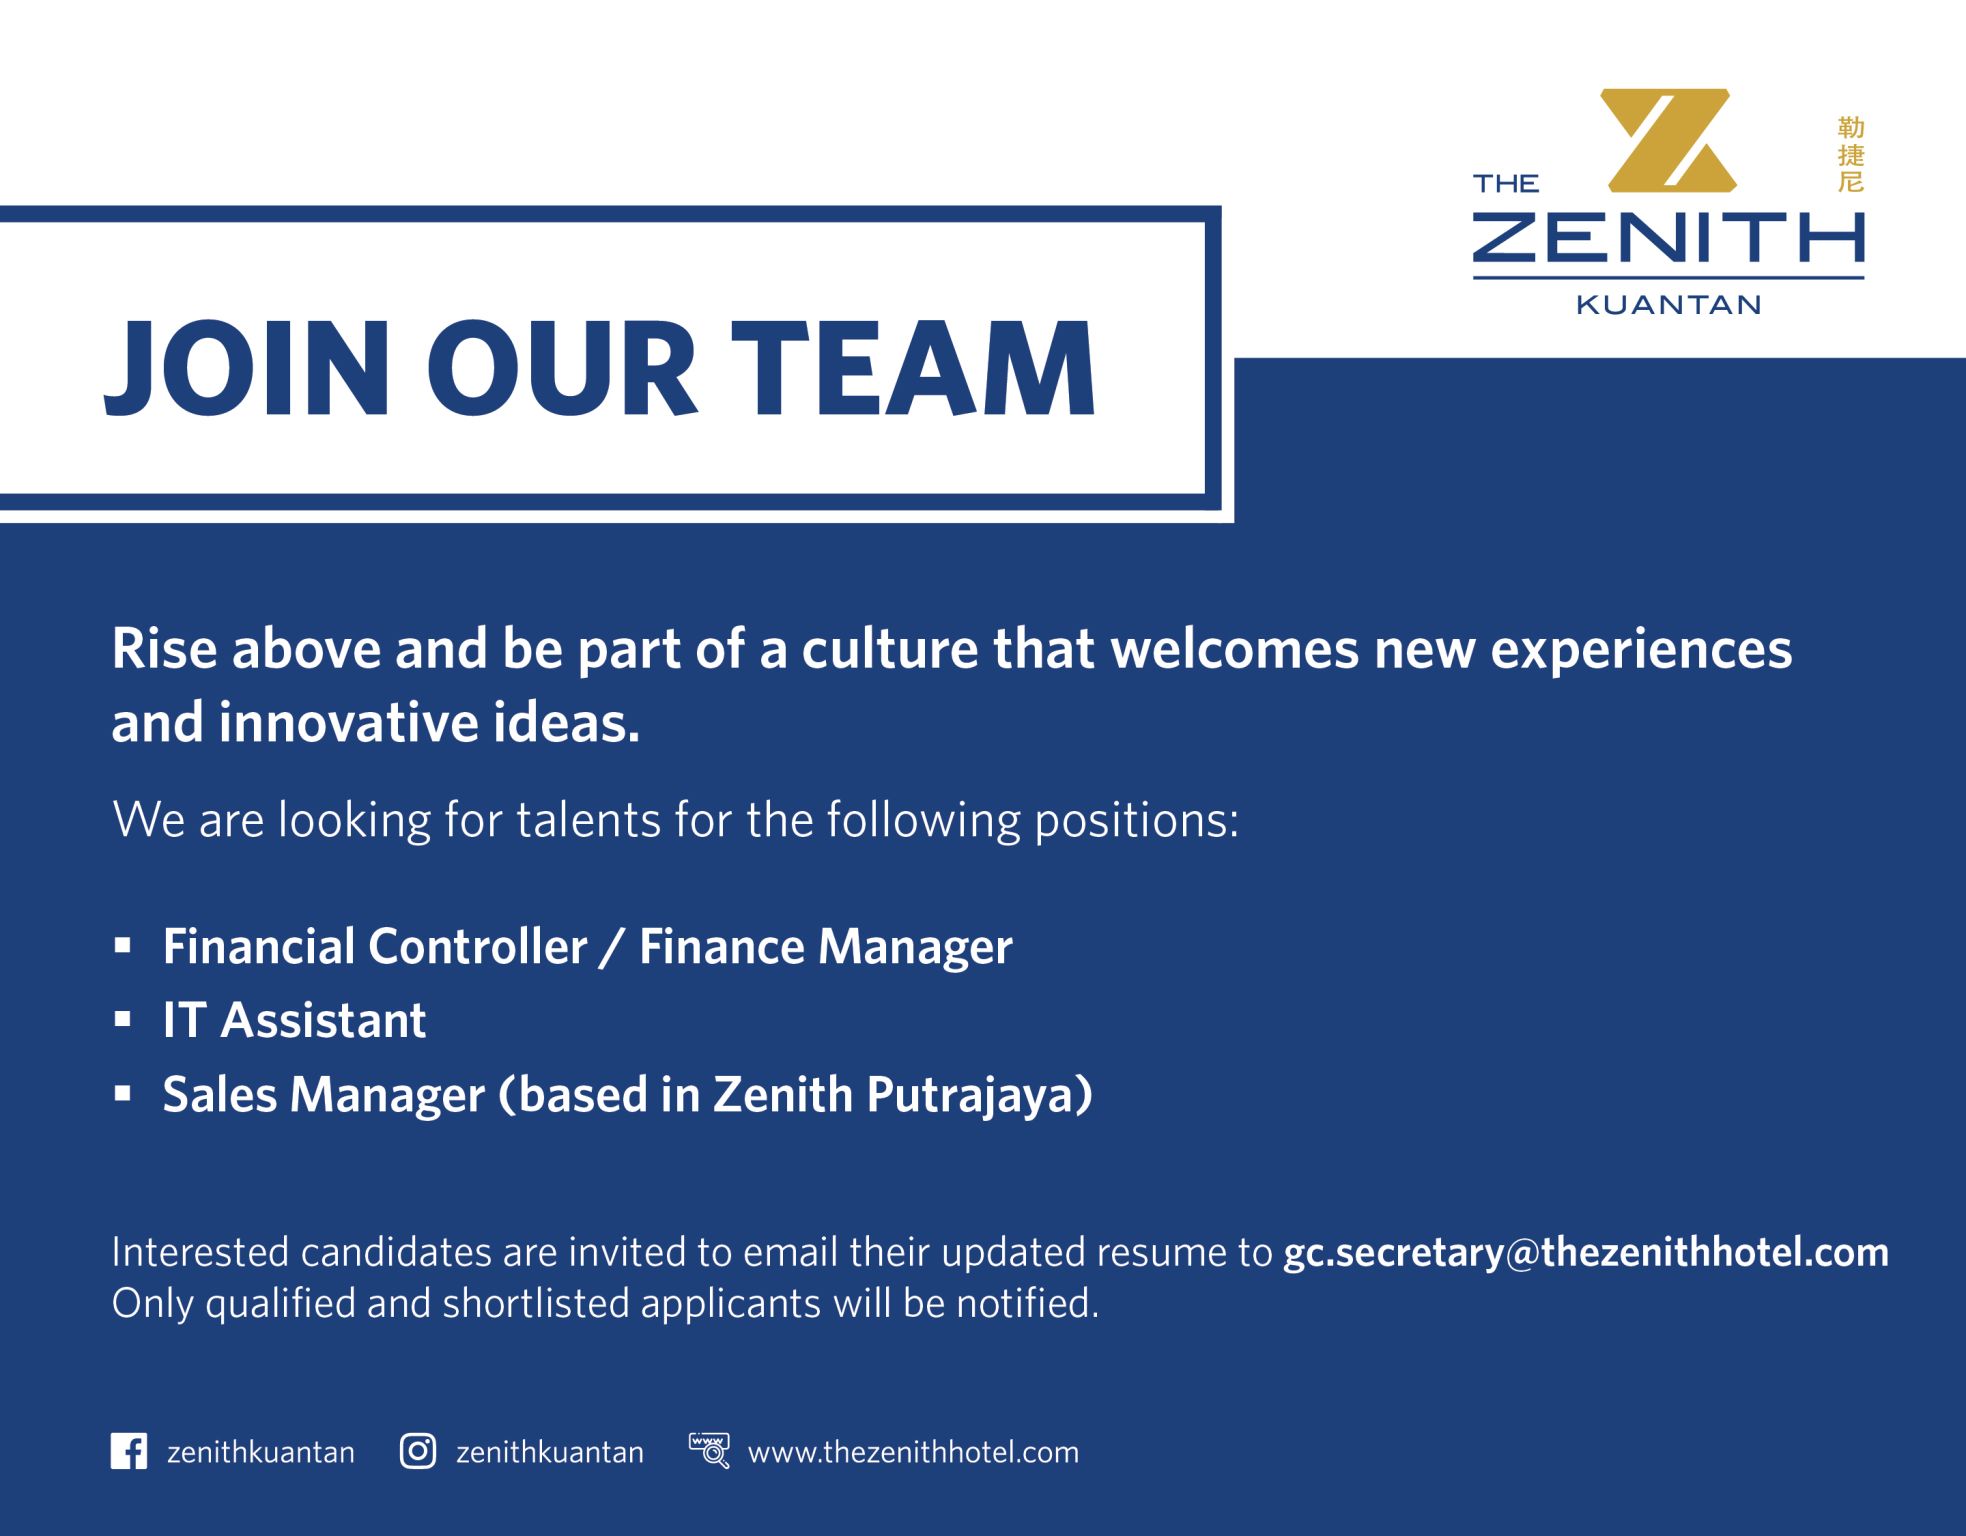 勒
捷
尼
THE
ZENITH
KUANTAN
JOIN OUR TEAM
Rise above and be part of a culture that welcomes new experiences
and innovative ideas.
We are looking for talents for the following positions:
▪ Financial Controller / Finance Manager
▪ IT Assistant
▪ Sales Manager (based in Zenith Putrajaya)
Interested candidates are invited to email their updated resume to gc.secretary@thezenithhotel.com
Only qualified and shortlisted applicants will be notified.
zenithkuantan zenithkuantan www www.thezenithhotel.com